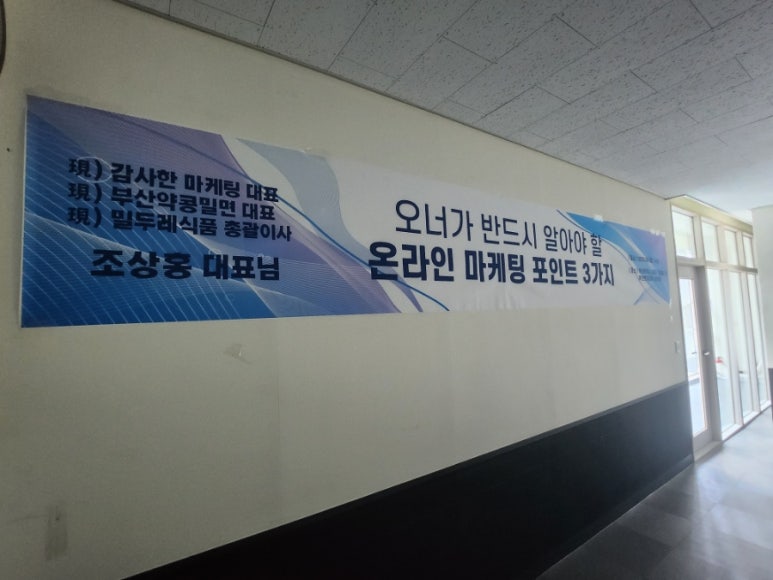 現) 감사한 마케팅 대표
現) 부산약콩밀면 대표
現) 밀두레식품 총괄이사
조상홍 대표님
오너가 반드시 알아야 할
온라인 마케팅 포인트 3가지